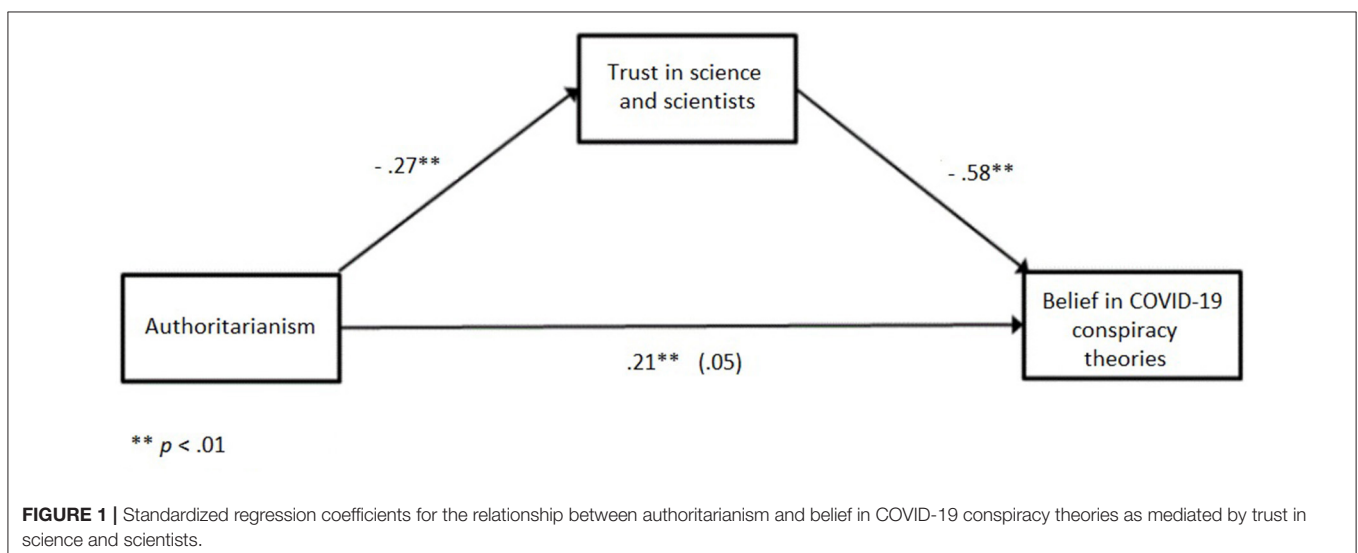 Trust in science
and scientists
- .27**
- .58**
Authoritarianism
Belief in COVID-19
conspiracy
theories
.21** (.05)
** p < .01
FIGURE 1 | Standardized regression coefficients for the relationship between authoritarianism and belief in COVID-19 conspiracy theories as mediated by trust in
science and scientists.